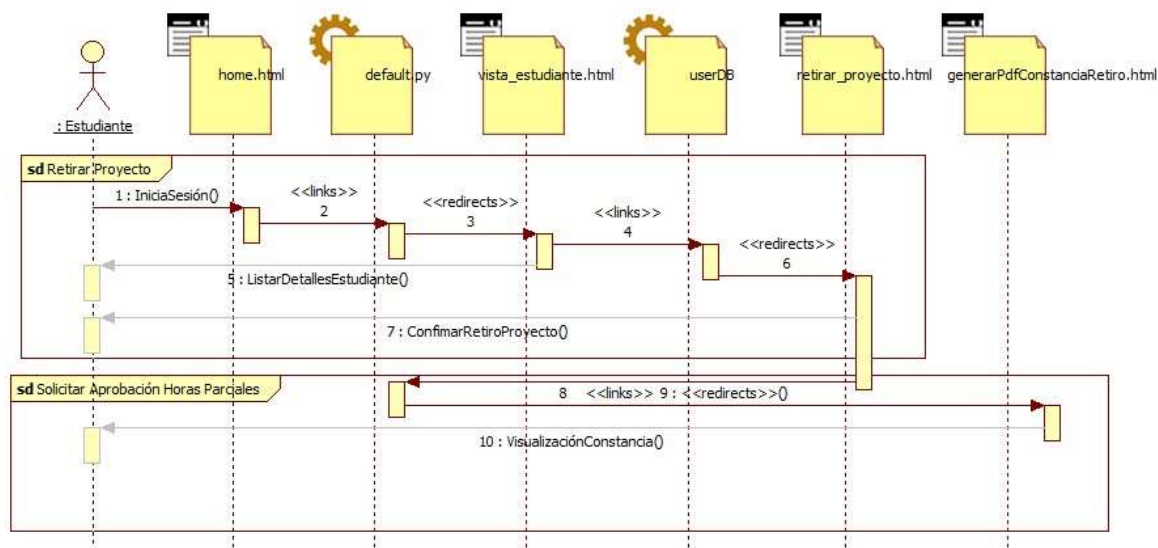 home.html
default.py
vista_estudiante.html
userDB
retirar_proyecto.html
generarPdfConstanciaRetiro.html
: Estudiante
sd Retirar Proyecto
1 : IniciaSesión()
<<links>>
2
<<redirects>>
3
<<links>>
4
<<redirects>>
6
5 : ListarDetallesEstudiante()
7 : ConfimarRetiroProyecto()
sd Solicitar Aprobación Horas Parciales
8 <<links>> 9 : <<redirects>>()
10 : VisualizaciónConstancia()